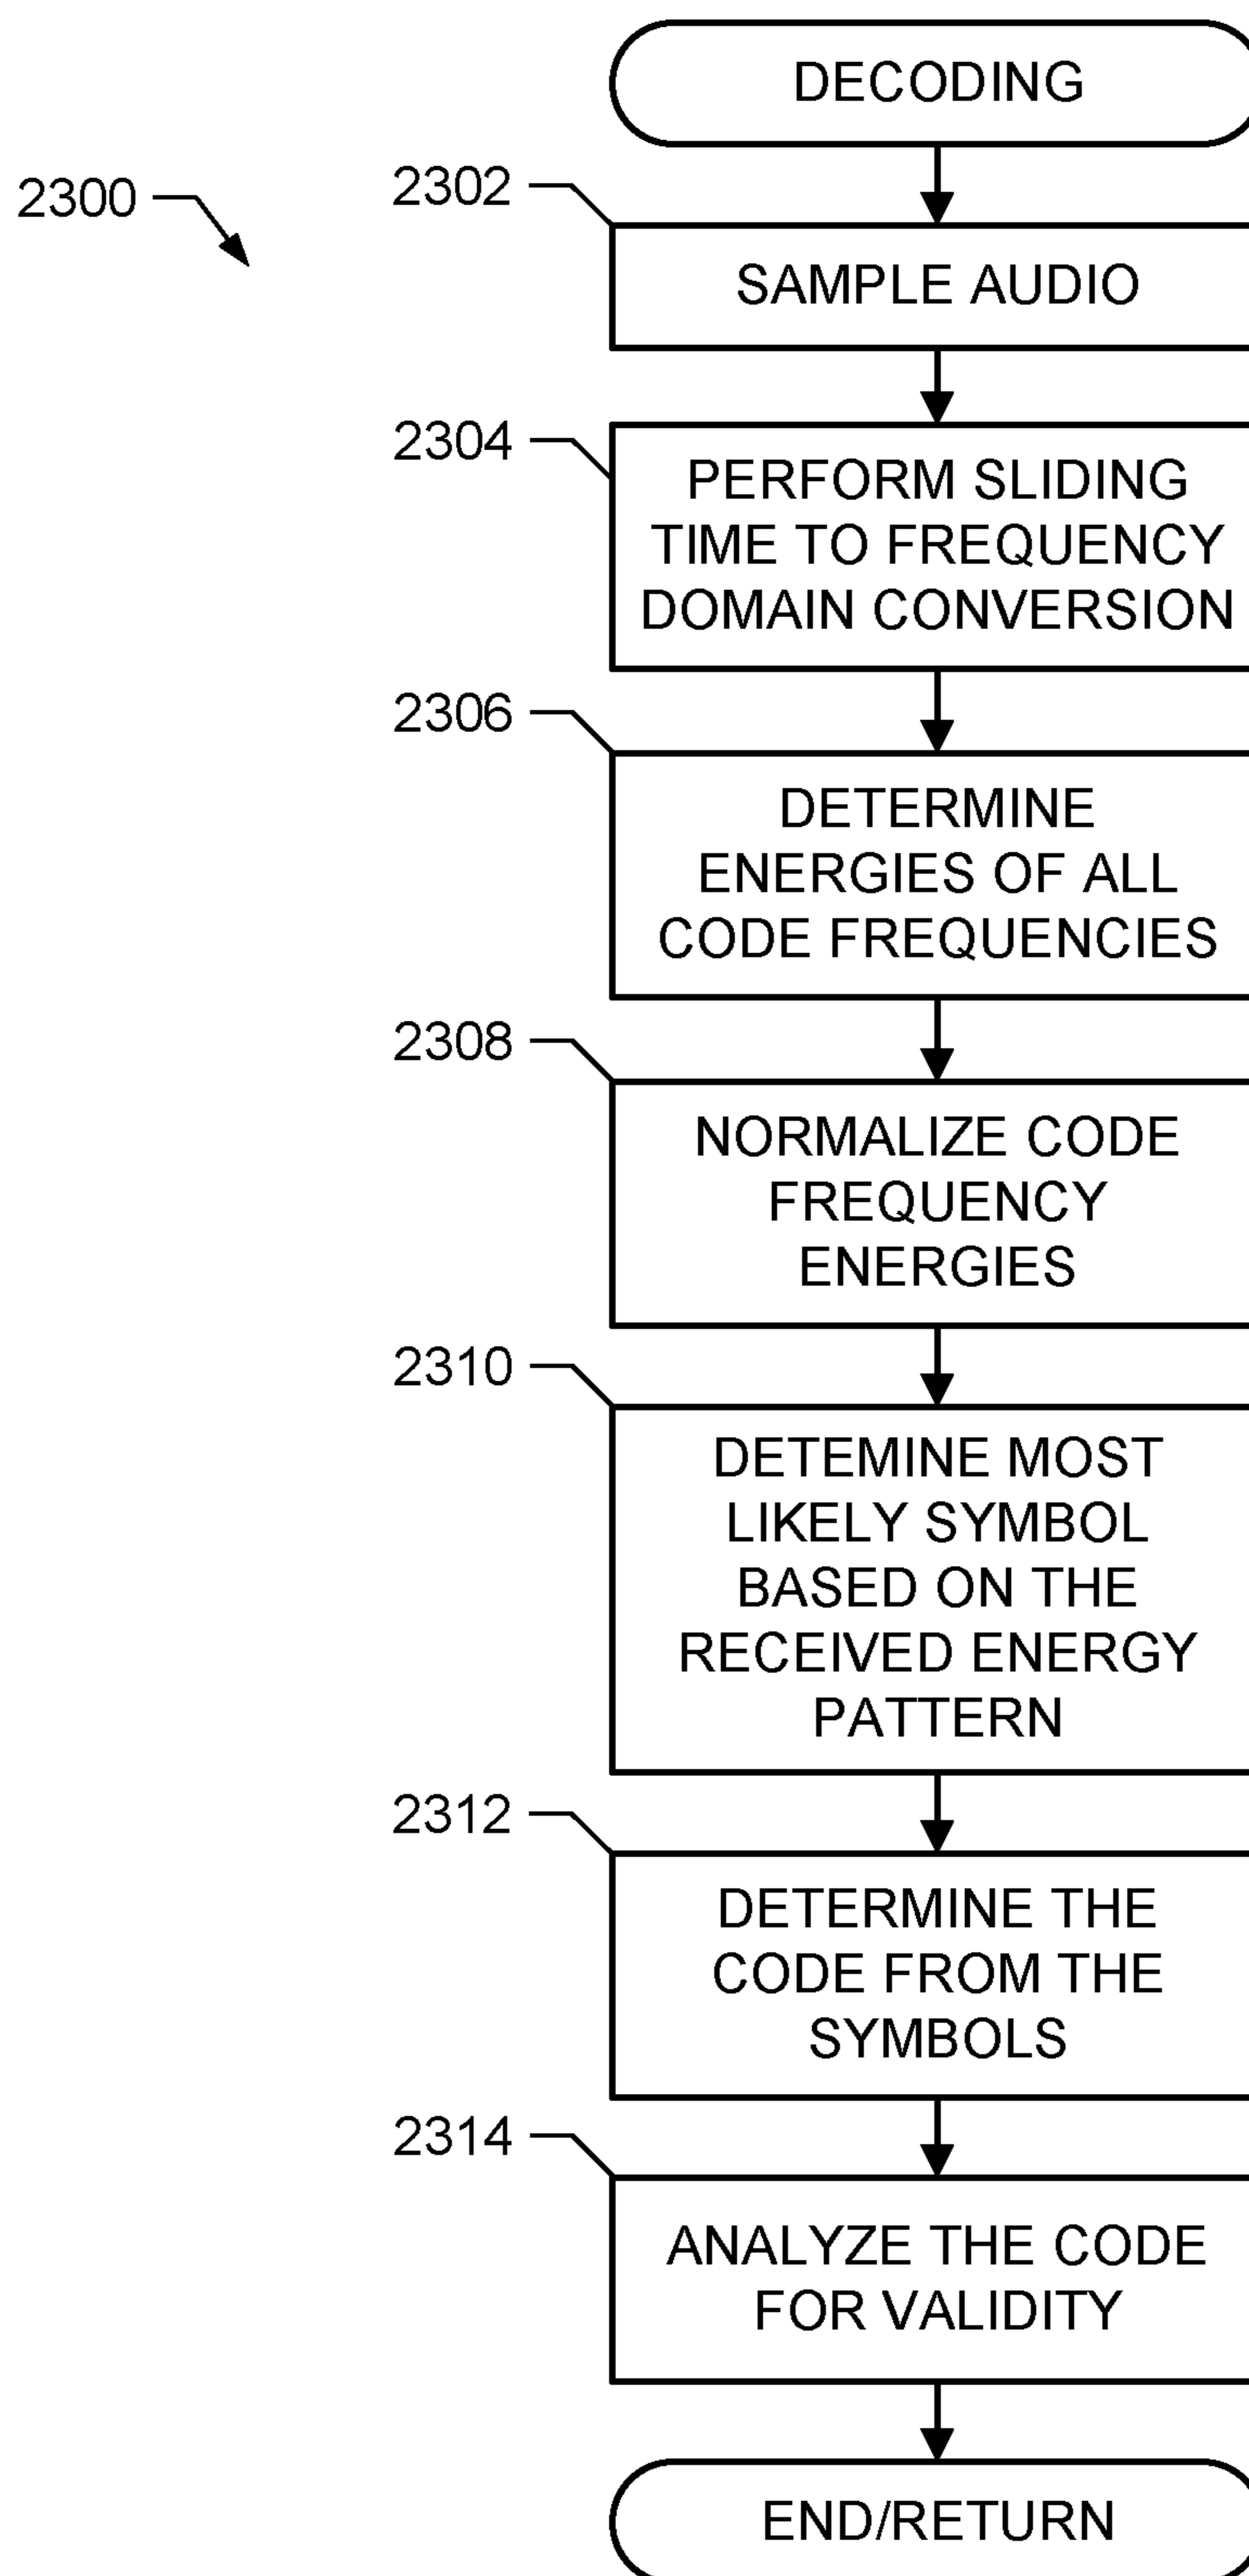 DECODING
2300
2302
SAMPLE AUDIO
2304
PERFORM SLIDING
TIME TO FREQUENCY
DOMAIN CONVERSION
2306
DETERMINE
ENERGIES OF ALL
CODE FREQUENCIES
2308
NORMALIZE CODE
FREQUENCY
ENERGIES
2310
DETEMINE MOST
LIKELY SYMBOL
BASED ON THE
RECEIVED ENERGY
PATTERN
2312
DETERMINE THE
CODE FROM THE
SYMBOLS
2314
ANALYZE THE CODE
FOR VALIDITY
END/RETURN